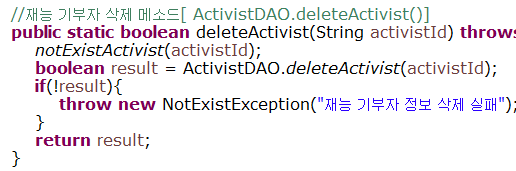 //재능 기부자 삭제 메소드[ ActivistDAO.deleteActivist()]
public static boolean deleteActivist(String activistId) throws
notExistActivist(activistId);
boolean result = ActivistDAO.deleteActivist(activistId);
if(!result){
throw new NotExistException("재능 기부자 정보 삭제 실패");
}
return result;
}